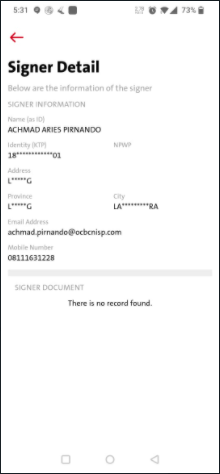 5:31
73%
Signer Detail
Below are the information of the signer
SIGNER INFORMATION
Name (as ID)
ACHMAD ARIES PIRNANDO
Identity (KTP) NPWP
18************01
Address
L*****G
Province City
L*****G LA*********RA
Email Address
achmad.pirnando@ocbcnisp.com
Mobile Number
08111631228
SIGNER DOCUMENT
There is no record found.